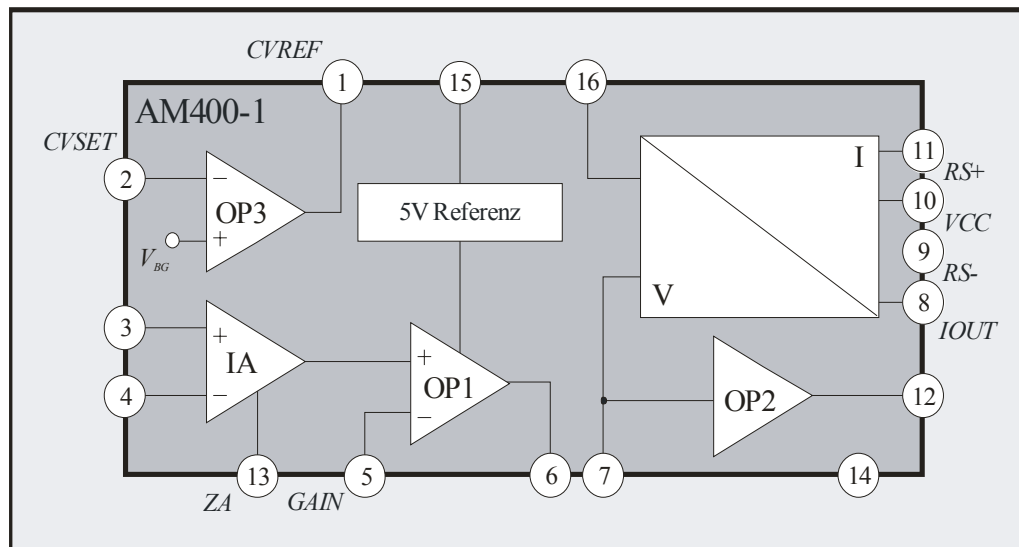 CVREF
1
15
16
AM400-1
CVSET
2
−
OP3
+
V_BG
5V Referenz
I
11
RS+
10
VCC
9
RS-
V
8
IOUT
3
+
IA
4
−
+
OP1
−
OP2
12
13
ZA
GAIN
5
6
7
14